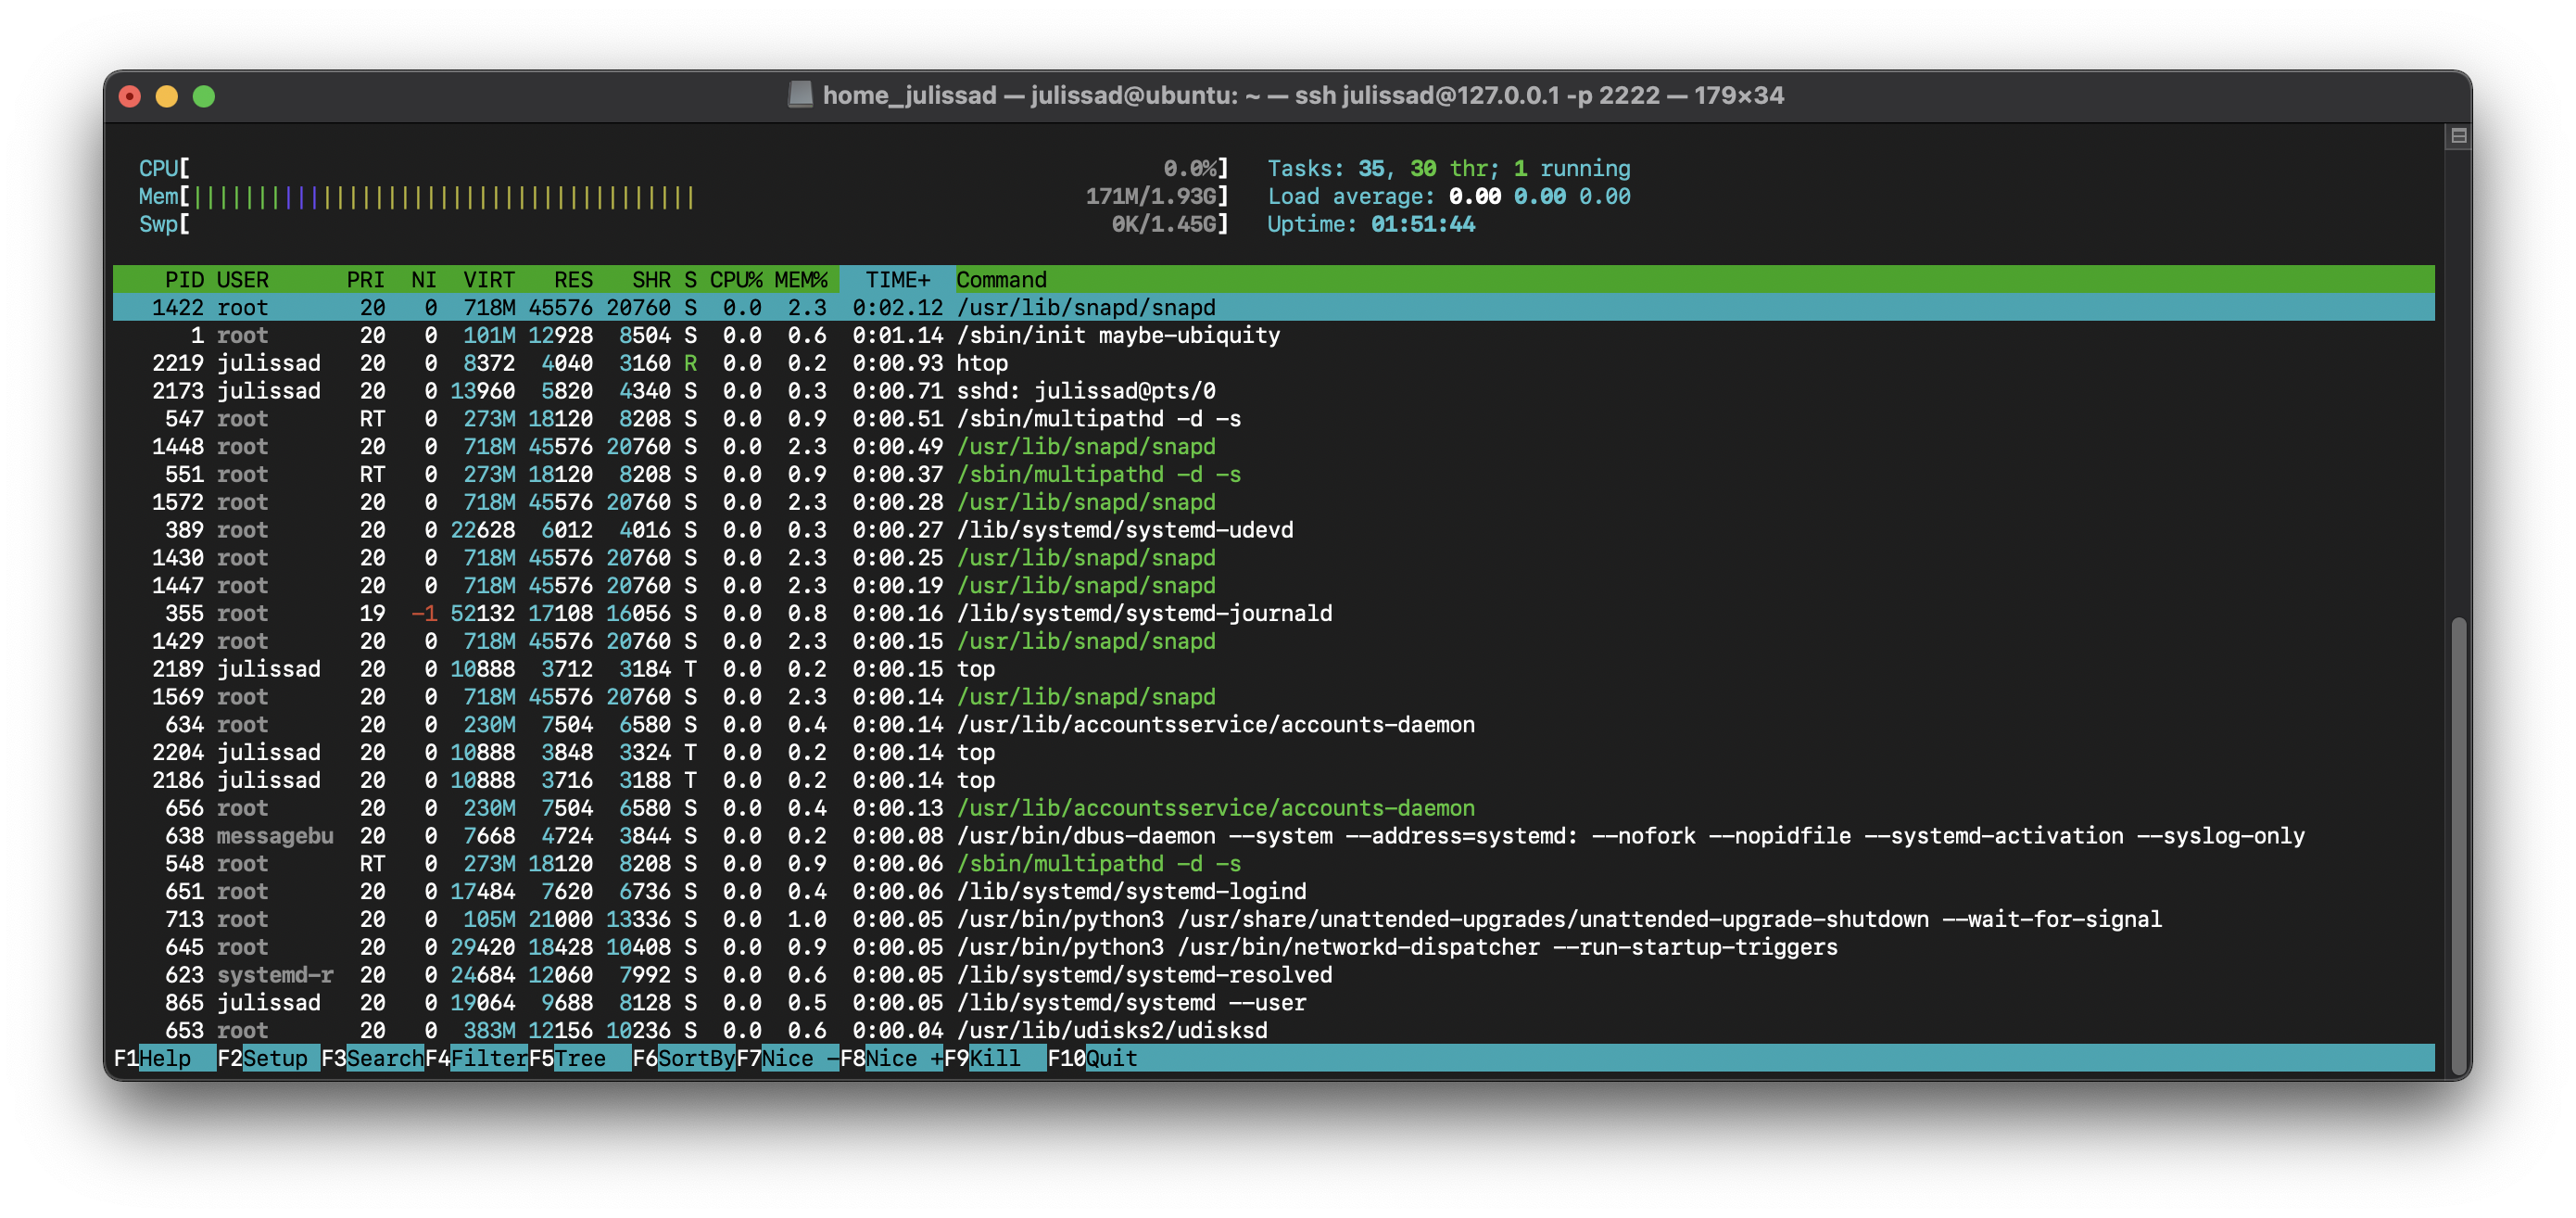 home_julissad — julissad@ubuntu: ~ — ssh julissad@127.0.0.1 -p 2222 — 179×34
CPU[ 0.0%] Tasks: 35, 30 thr; 1 running
Mem[||||||||||||||||||||||||||||||||||||||| 171M/1.93G] Load average: 0.00 0.00 0.00
Swp[ 0K/1.45G] Uptime: 01:51:44
PID USER PRI NI VIRT RES SHR S CPU% MEM% TIME+ Command
1422 root 20 0 718M 45576 20760 S 0.0 2.3 0:02.12 /usr/lib/snapd/snapd
1 root 20 0 101M 12928 8504 S 0.0 0.6 0:01.14 /sbin/init maybe-ubiquity
2219 julissad 20 0 8372 4040 3160 R 0.0 0.2 0:00.93 htop
2173 julissad 20 0 13960 5820 4340 S 0.0 0.3 0:00.71 sshd: julissad@pts/0
547 root RT 0 273M 18120 8208 S 0.0 0.9 0:00.51 /sbin/multipathd -d -s
1448 root 20 0 718M 45576 20760 S 0.0 2.3 0:00.49 /usr/lib/snapd/snapd
551 root RT 0 273M 18120 8208 S 0.0 0.9 0:00.37 /sbin/multipathd -d -s
1572 root 20 0 718M 45576 20760 S 0.0 2.3 0:00.28 /usr/lib/snapd/snapd
389 root 20 0 22628 6012 4016 S 0.0 0.3 0:00.27 /lib/systemd/systemd-udevd
1430 root 20 0 718M 45576 20760 S 0.0 2.3 0:00.25 /usr/lib/snapd/snapd
1447 root 20 0 718M 45576 20760 S 0.0 2.3 0:00.19 /usr/lib/snapd/snapd
355 root 19 -1 52132 17108 16056 S 0.0 0.8 0:00.16 /lib/systemd/systemd-journald
1429 root 20 0 718M 45576 20760 S 0.0 2.3 0:00.15 /usr/lib/snapd/snapd
2189 julissad 20 0 10888 3712 3184 T 0.0 0.2 0:00.15 top
1569 root 20 0 718M 45576 20760 S 0.0 2.3 0:00.14 /usr/lib/snapd/snapd
634 root 20 0 230M 7504 6580 S 0.0 0.4 0:00.14 /usr/lib/accountsservice/accounts-daemon
2204 julissad 20 0 10888 3848 3324 T 0.0 0.2 0:00.14 top
2186 julissad 20 0 10888 3716 3188 T 0.0 0.2 0:00.14 top
656 root 20 0 230M 7504 6580 S 0.0 0.4 0:00.13 /usr/lib/accountsservice/accounts-daemon
638 messagebu 20 0 7668 4724 3844 S 0.0 0.2 0:00.08 /usr/bin/dbus-daemon --system --address=systemd: --nofork --nopidfile --systemd-activation --syslog-only
548 root RT 0 273M 18120 8208 S 0.0 0.9 0:00.06 /sbin/multipathd -d -s
651 root 20 0 17484 7620 6736 S 0.0 0.4 0:00.06 /lib/systemd/systemd-logind
713 root 20 0 105M 21000 13336 S 0.0 1.0 0:00.05 /usr/bin/python3 /usr/share/unattended-upgrades/unattended-upgrade-shutdown --wait-for-signal
645 root 20 0 29420 18428 10408 S 0.0 0.9 0:00.05 /usr/bin/python3 /usr/bin/networkd-dispatcher --run-startup-triggers
623 systemd-r 20 0 24684 12060 7992 S 0.0 0.6 0:00.05 /lib/systemd/systemd-resolved
865 julissad 20 0 19064 9688 8128 S 0.0 0.5 0:00.05 /lib/systemd/systemd --user
653 root 20 0 383M 12156 10236 S 0.0 0.6 0:00.04 /usr/lib/udisks2/udisksd
F1Help F2Setup F3SearchF4FilterF5Tree F6SortByF7Nice -F8Nice +F9Kill F10Quit